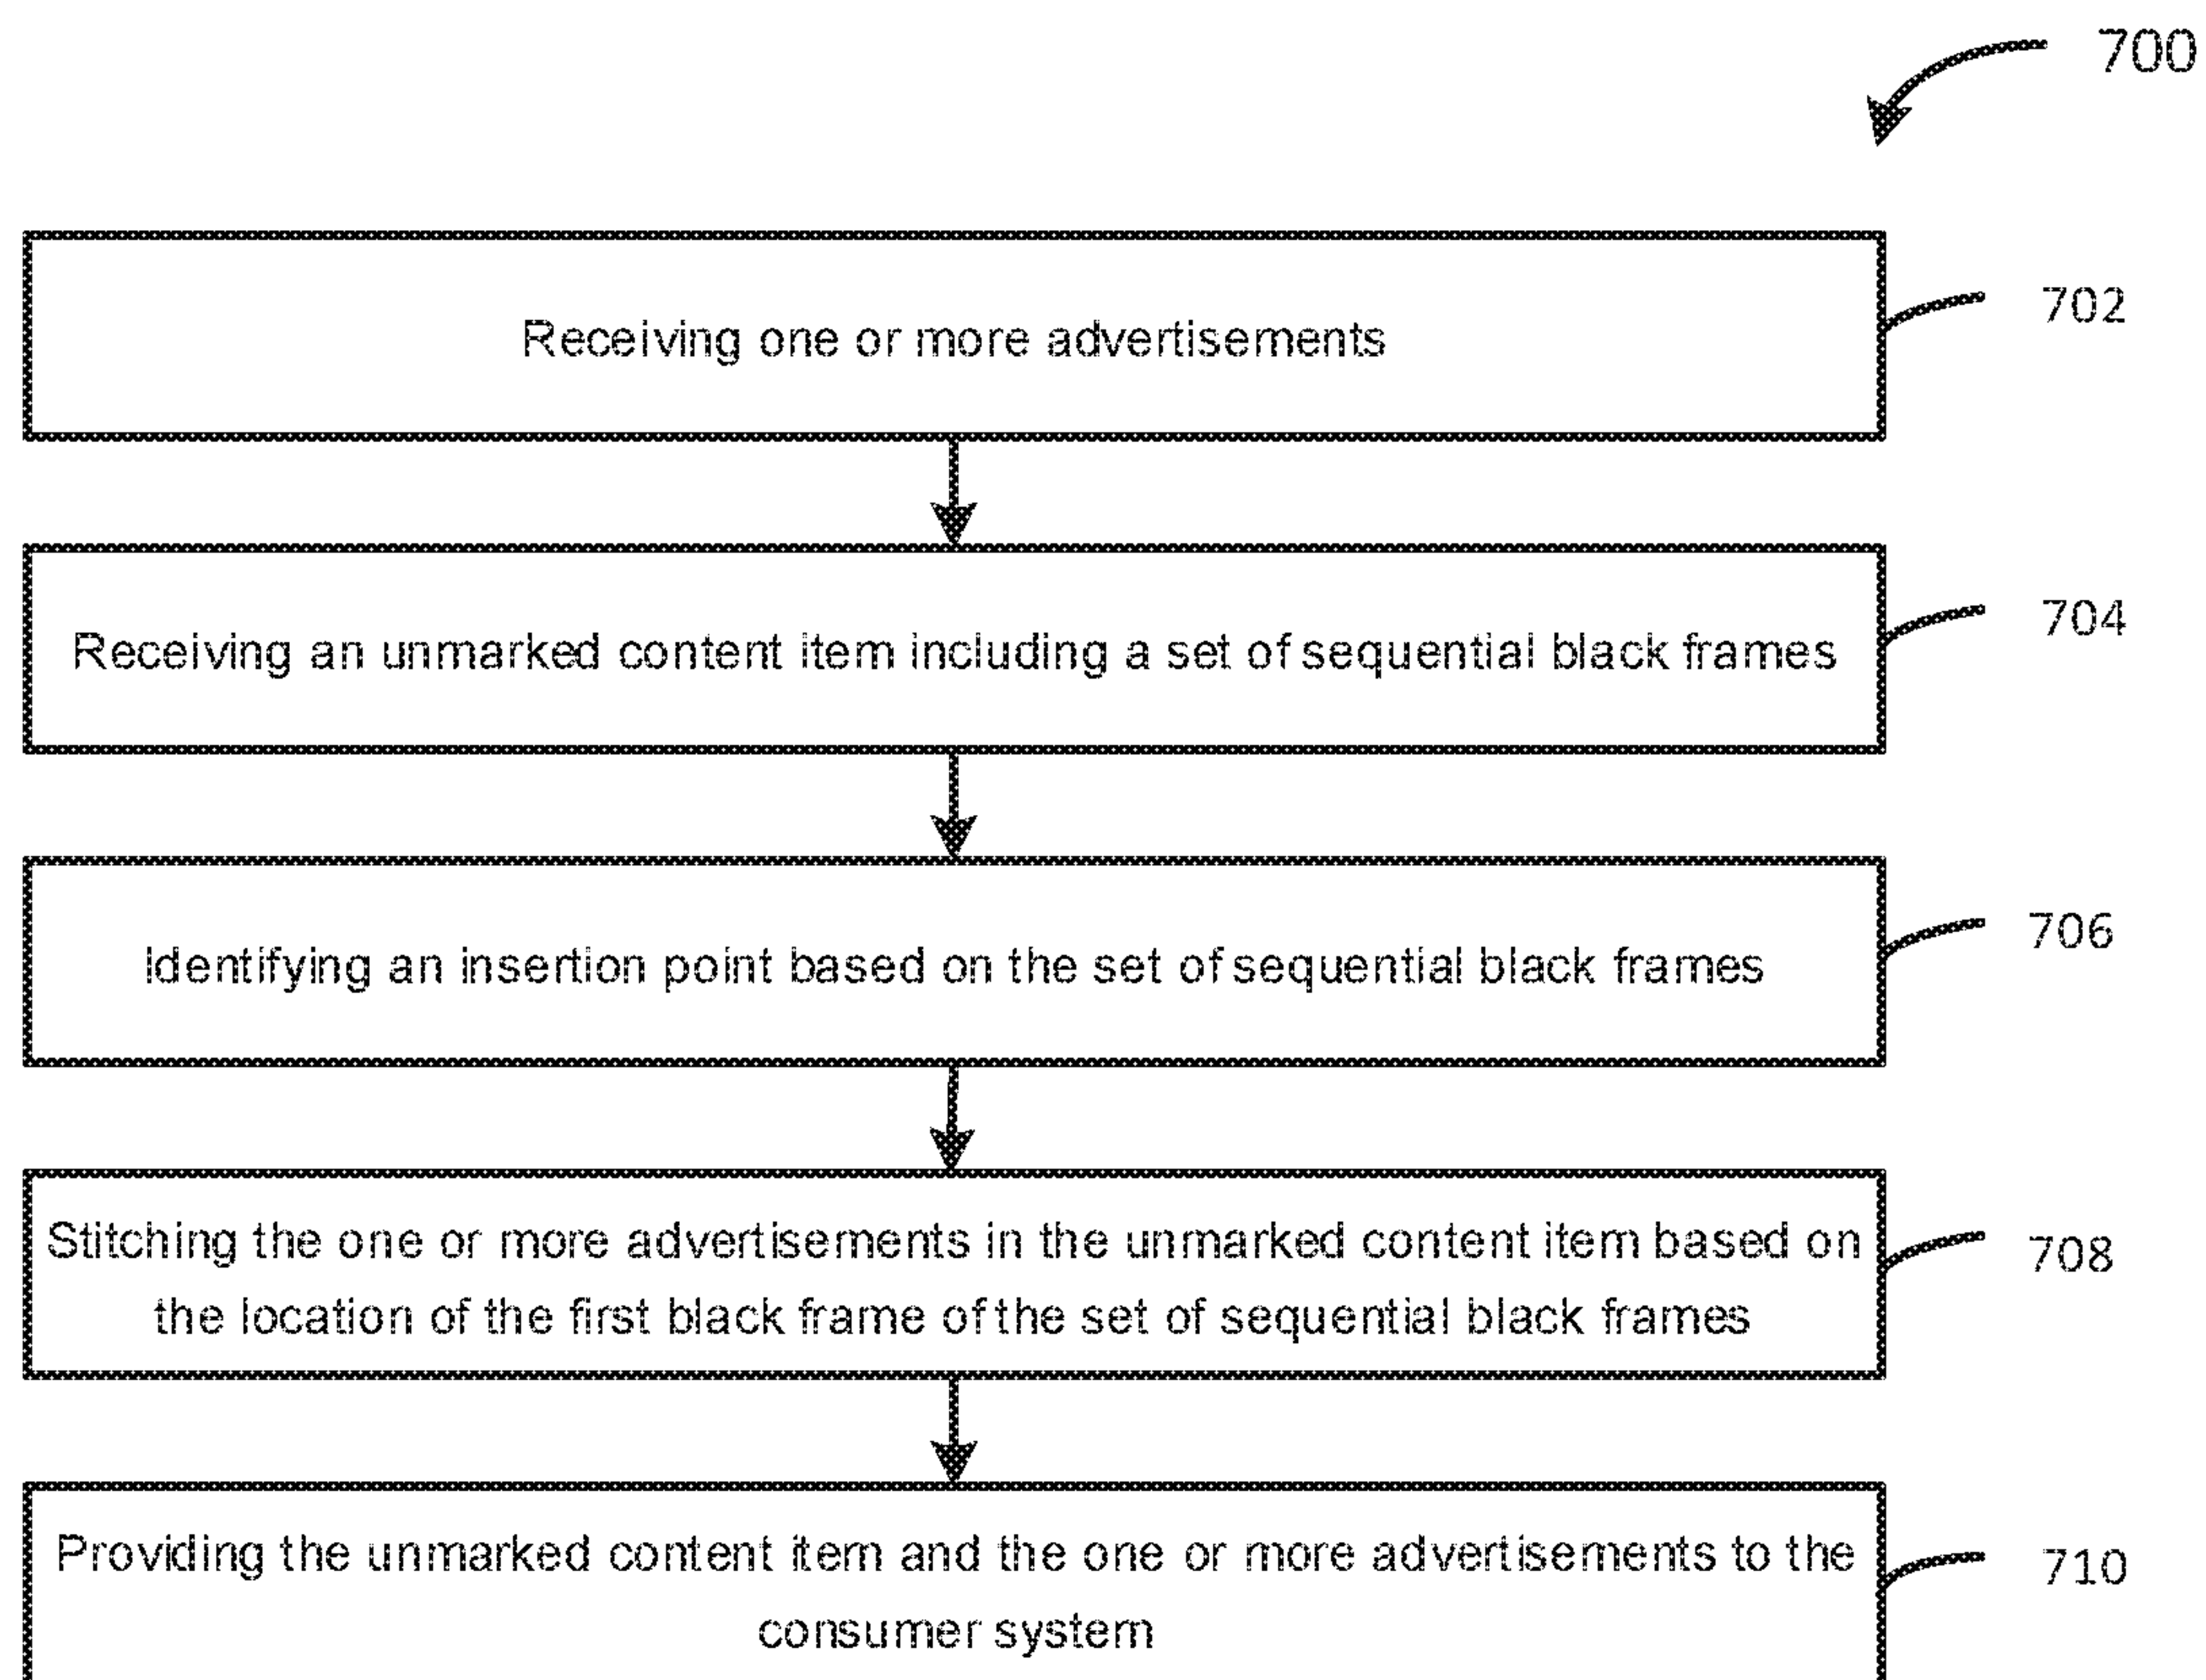 700
Receiving one or more advertisements
702
Receiving an unmarked content item including a set of sequential black frames
704
Identifying an insertion point based on the set of sequential black frames
706
Stitching the one or more advertisements in the unmarked content item based on
the location of the first black frame of the set of sequential black frames
708
Providing the unmarked content item and the one or more advertisements to the
consumer system
710